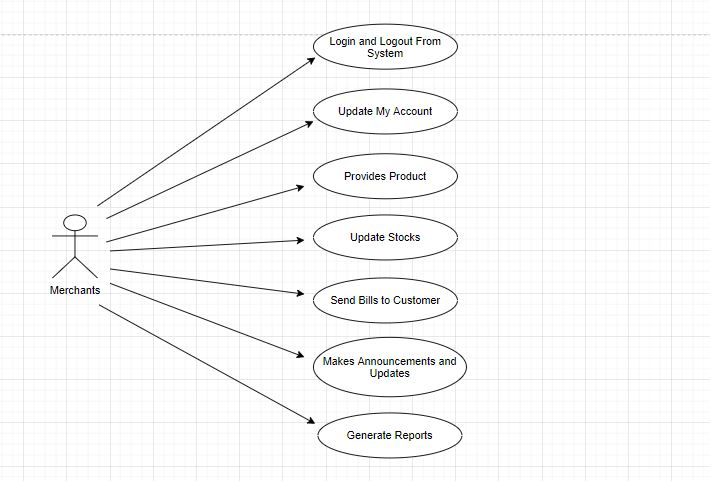 Login and Logout From
System
Update My Account
Provides Product
Update Stocks
Merchants
Send Bills to Customer
Makes Announcements and
Updates
Generate Reports